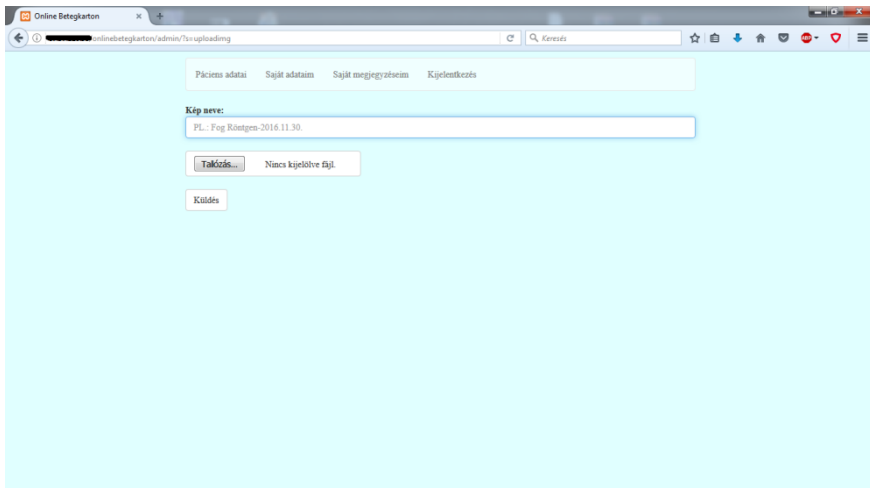 Online Betegkarton
onlinebetegkarton/admin/?s=uploadimg
Keresés
ABP
Páciens adatai Saját adataim Saját megjegyzéseim Kijelentkezés
Kép neve:
PL.: Fog Röntgen-2016.11.30.
Tallózás... Nincs kijelölve fájl.
Küldés